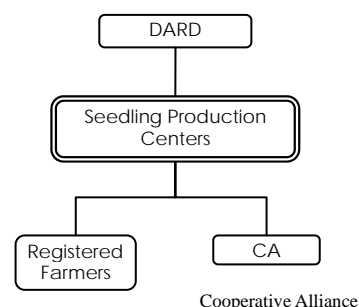 DARD
Seedling Production
Centers
Registered
Farmers
CA
Cooperative Alliance